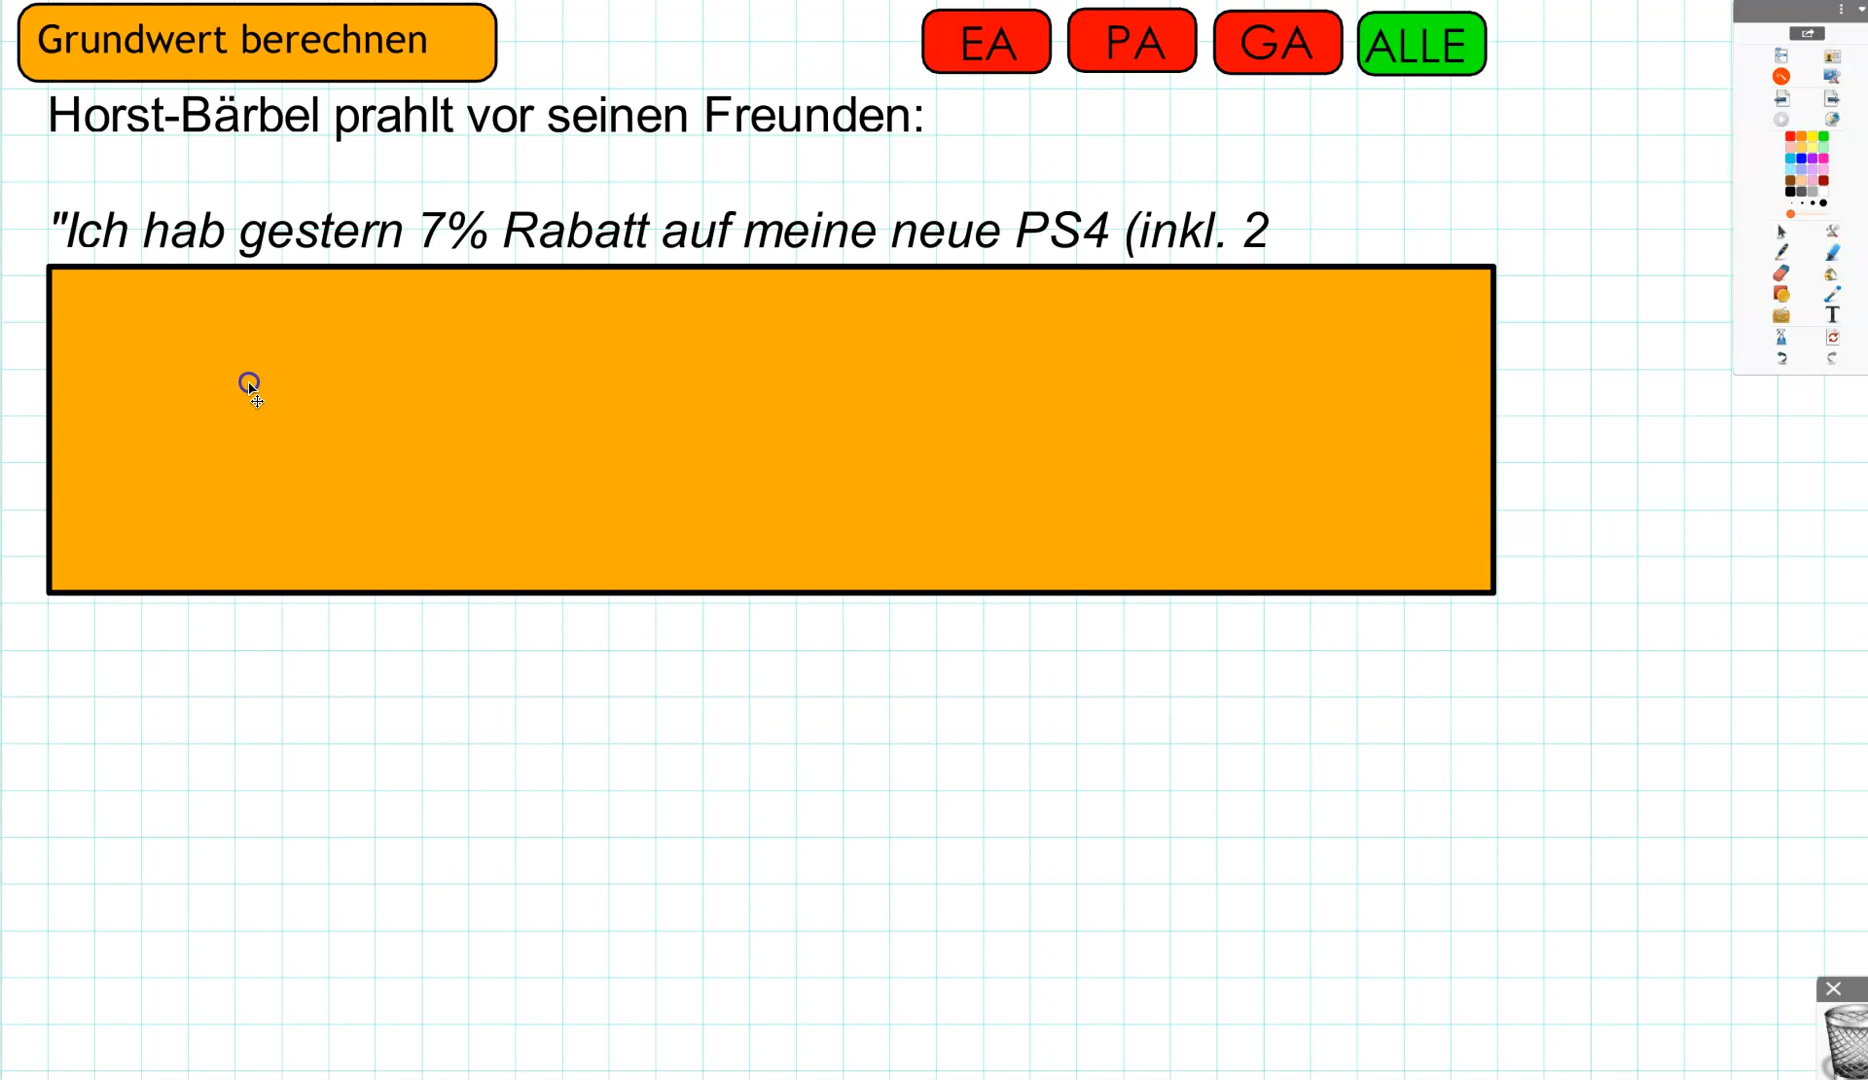 Grundwert berechnen
EA PA GA ALLE
Horst-Bärbel prahlt vor seinen Freunden:
"Ich hab gestern 7% Rabatt auf meine neue PS4 (inkl. 2
T